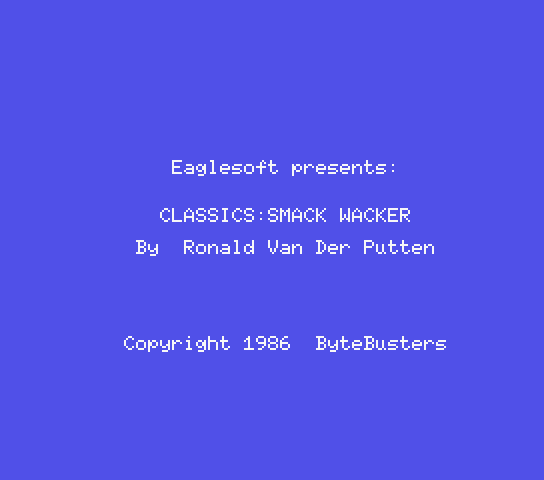 Eaglesoft presents:
CLASSICS:SMACK WACKER
By  Ronald Van Der Putten
Copyright 1986  ByteBusters